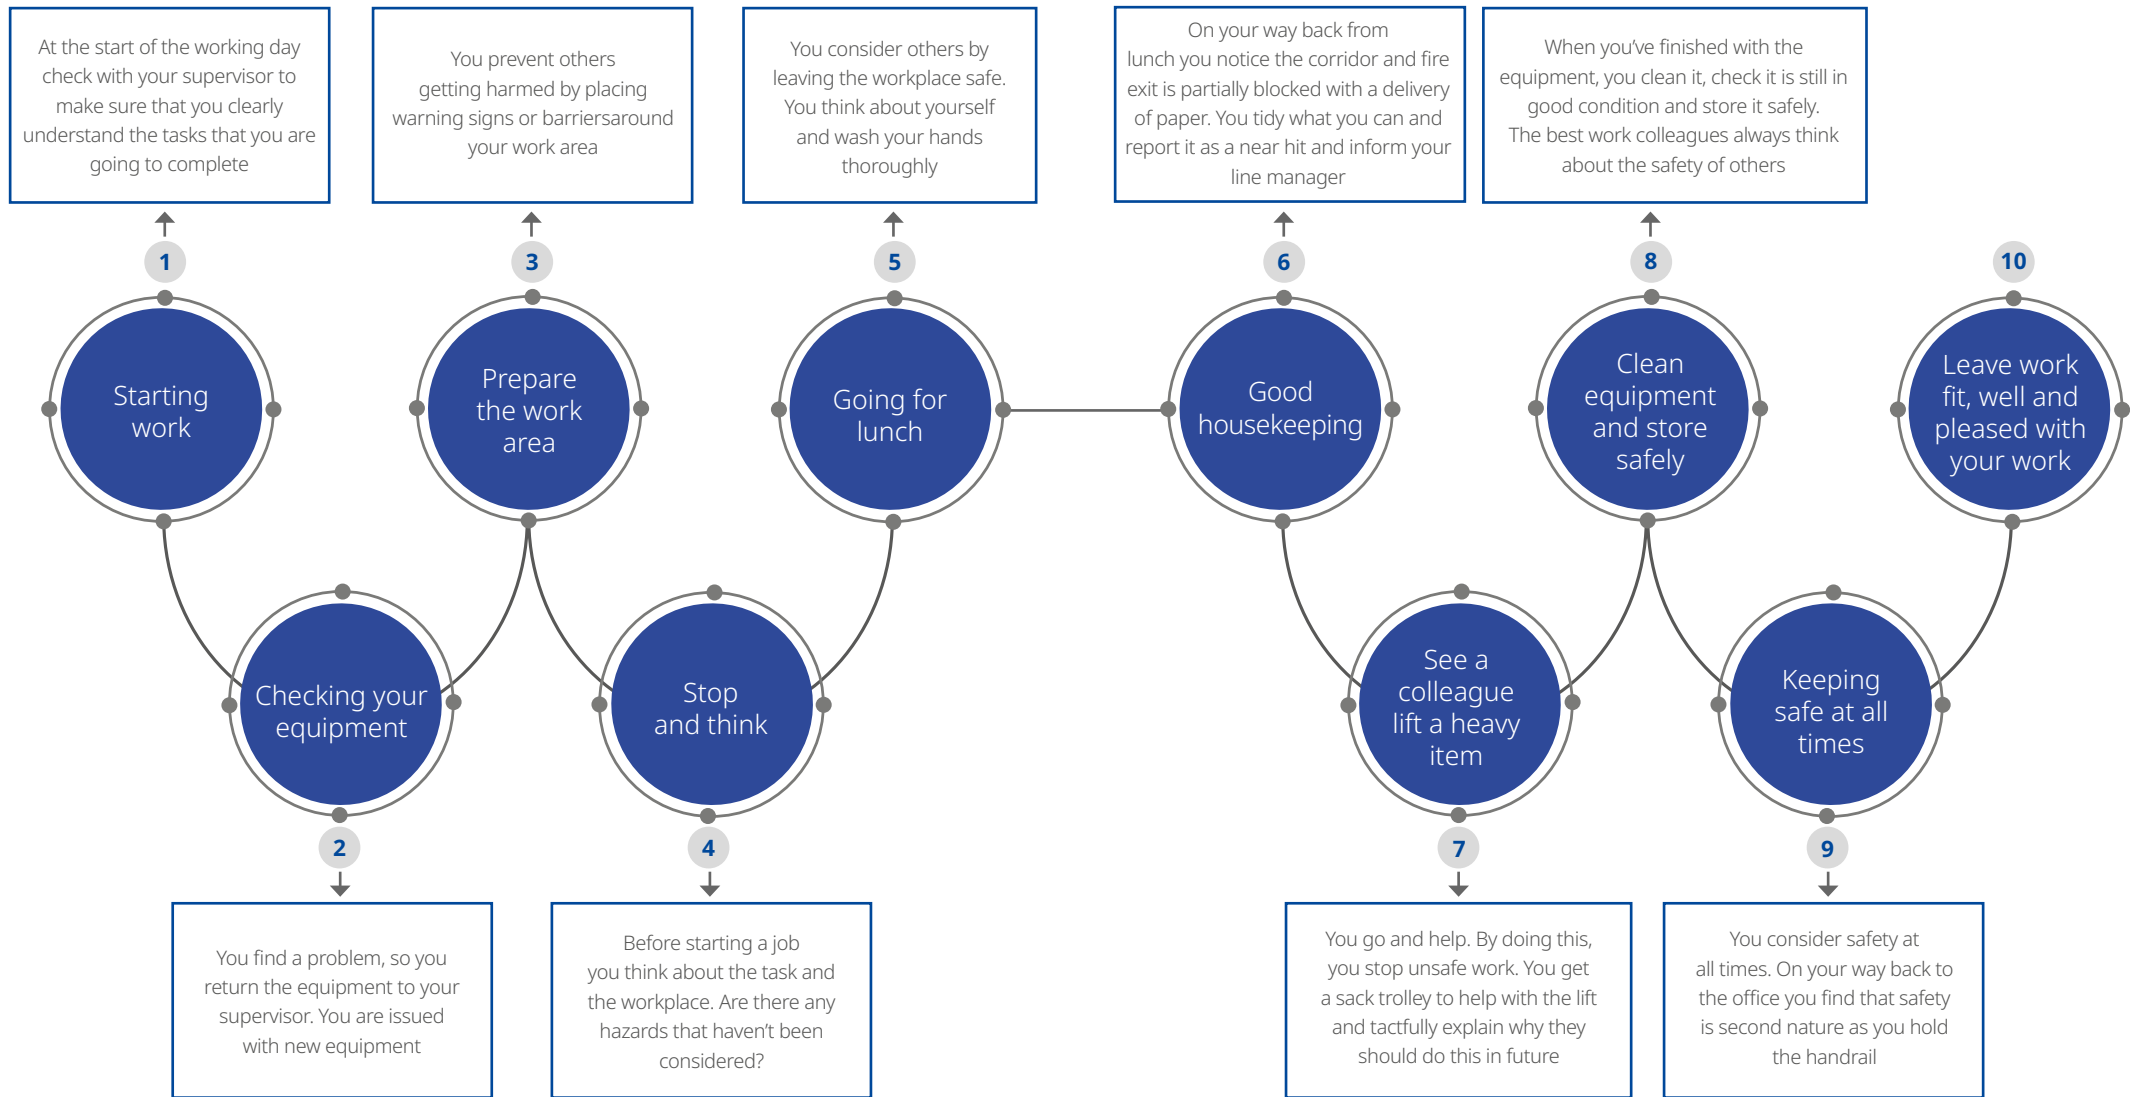 At the start of the working day
check with your supervisor to
make sure that you clearly
understand the tasks that you are
going to complete
1
Starting
work
Checking your
equipment
2
You find a problem, so you
return the equipment to your
supervisor. You are issued
with new equipment
You prevent others
getting harmed by placing
warning signs or barriersaround
your work area
3
Prepare
the work
area
Stop
and think
4
Before starting a job
you think about the task and
the workplace. Are there any
hazards that haven't been
considered?
You consider others by
leaving the workplace safe.
You think about yourself
and wash your hands
thoroughly
5
Going for
lunch
On your way back from
lunch you notice the corridor and fire
exit is partially blocked with a delivery
of paper. You tidy what you can and
report it as a near hit and inform your
line manager
6
Good
housekeeping
See a
colleague
lift a heavy
item
7
You go and help. By doing this,
you stop unsafe work. You get
a sack trolley to help with the lift
and tactfully explain why they
should do this in future
When you've finished with the
equipment, you clean it, check it is still in
good condition and store it safely.
The best work colleagues always think
about the safety of others
8
Clean
equipment
and store
safely
Keeping
safe at all
times
9
You consider safety at
all times. On your way back to
the office you find that safety
is second nature as you hold
the handrail
10
Leave work
fit, well and
pleased with
your work